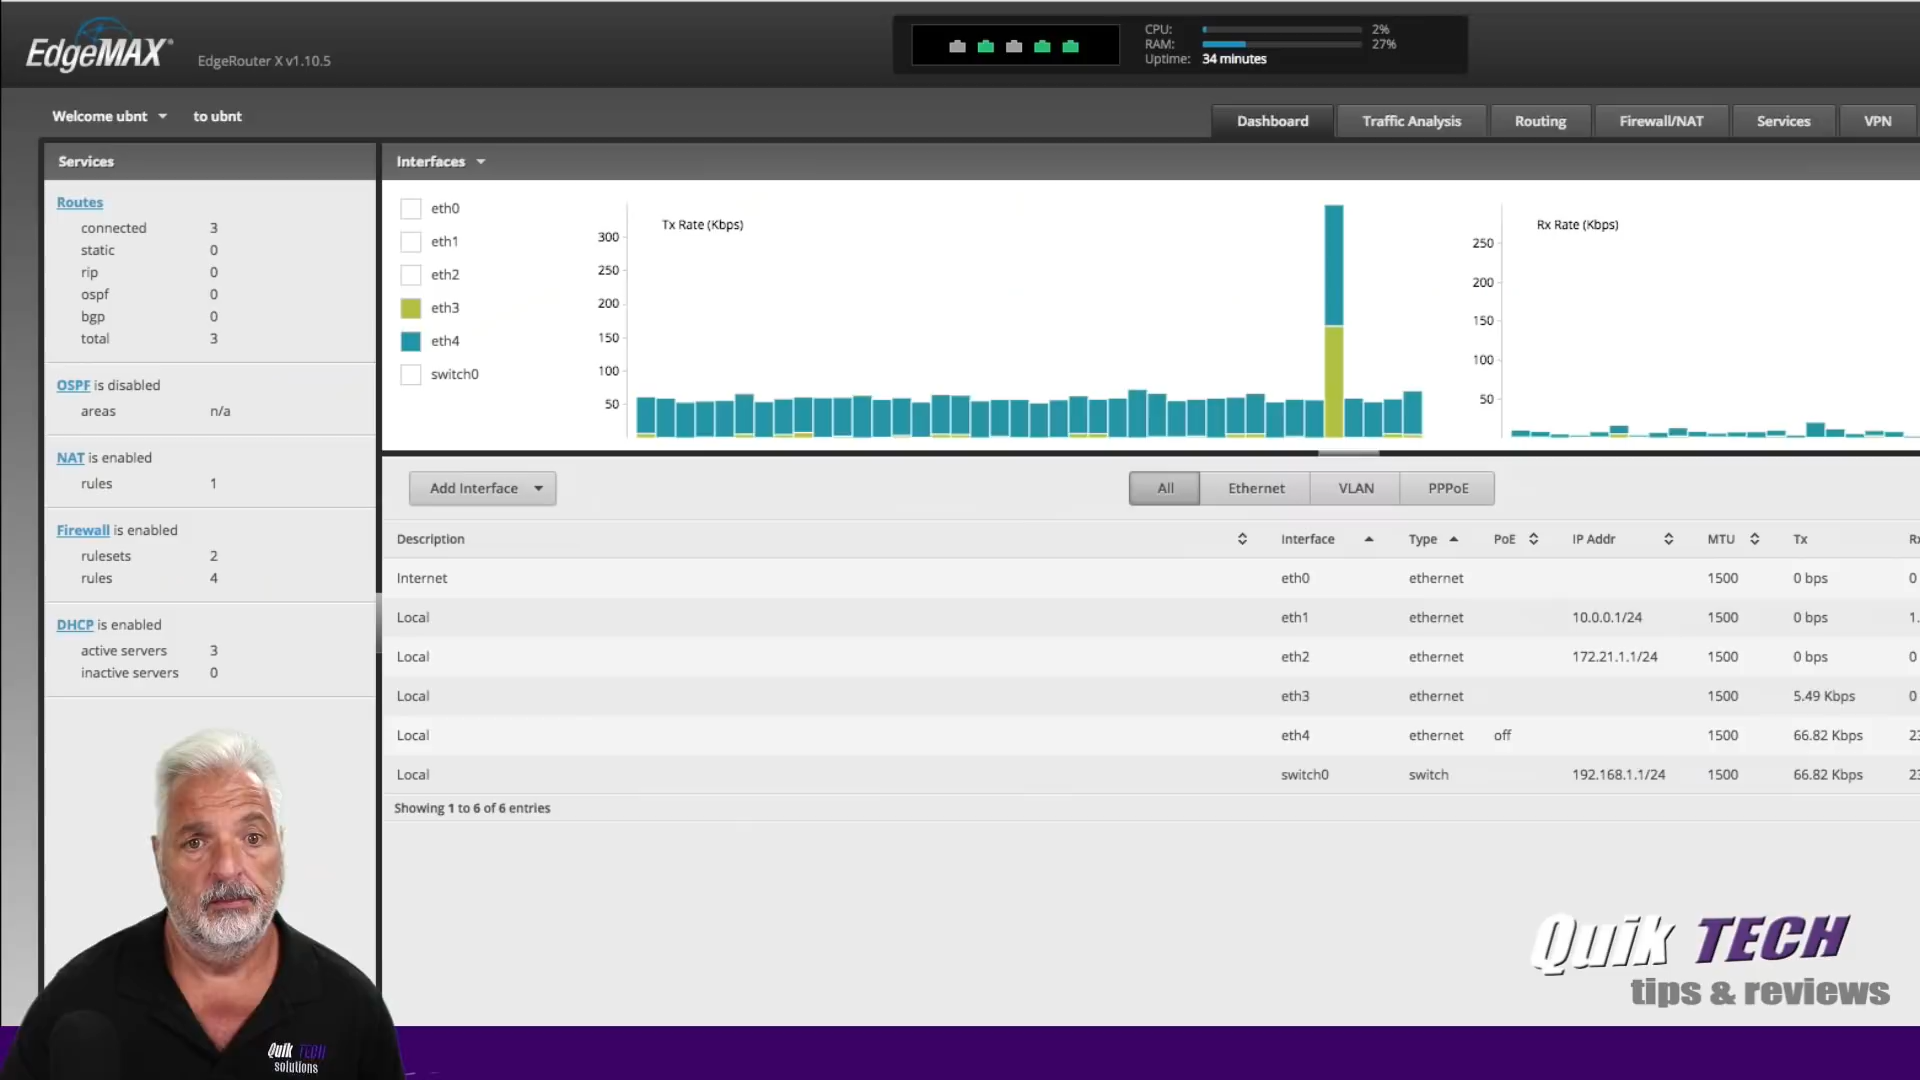 EdgeMAX
EdgeRouter X v1.10.5
CPU: 2%
RAM: 27%
Uptime: 34 minutes
Welcome ubnt to ubnt
Dashboard Traffic Analysis Routing Firewall/NAT Services VPN
Services
Routes
connected 3
static 0
rip 0
ospf 0
bgp 0
total 3
OSPF is disabled
areas n/a
NAT is enabled
rules 1
Firewall is enabled
rulesets 2
rules 4
DHCP is enabled
active servers 3
inactive servers 0
Interfaces
eth0
eth1
eth2
eth3
eth4
switch0
Tx Rate (Kbps)
300
250
200
150
100
50
Rx Rate (Kbps)
250
200
150
100
50
Add Interface
All Ethernet VLAN PPPoE
Description Interface Type PoE IP Addr MTU Tx
Internet eth0 ethernet 1500 0 bps 0
Local eth1 ethernet 10.0.0.1/24 1500 0 bps 1.
Local eth2 ethernet 172.21.1.1/24 1500 0 bps 0
Local eth3 ethernet 1500 5.49 Kbps 0
Local eth4 ethernet off 1500 66.82 Kbps 23
Local switch0 switch 192.168.1.1/24 1500 66.82 Kbps 23
Showing 1 to 6 of 6 entries
Quik TECH
tips & reviews
Quik TECH
solutions